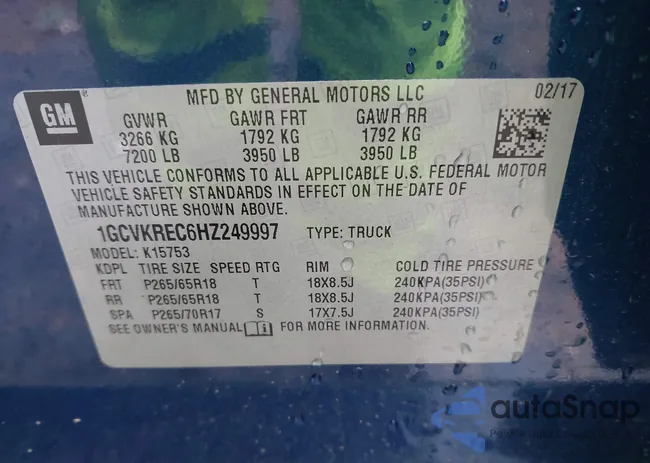 MFD BY GENERAL MOTORS LLC 02/17
GM®
GVWR GAWR FRT GAWR RR
3266 KG 1792 KG 1792 KG
7200 LB 3950 LB 3950 LB
THIS VEHICLE CONFORMS TO ALL APPLICABLE U.S. FEDERAL MOTOR
VEHICLE SAFETY STANDARDS IN EFFECT ON THE DATE OF
MANUFACTURE SHOWN ABOVE.
1GCVKREC6HZ249997 TYPE: TRUCK
MODEL: K15753
KDPL TIRE SIZE SPEED RTG RIM COLD TIRE PRESSURE
FRT P265/65R18 T 18X8.5J 240KPA(35PSI)
RR P265/65R18 T 18X8.5J 240KPA(35PSI)
SPA P265/70R17 S 17X7.5J 240KPA(35PSI)
SEE OWNER'S MANUAL FOR MORE INFORMATION.
autoSnap